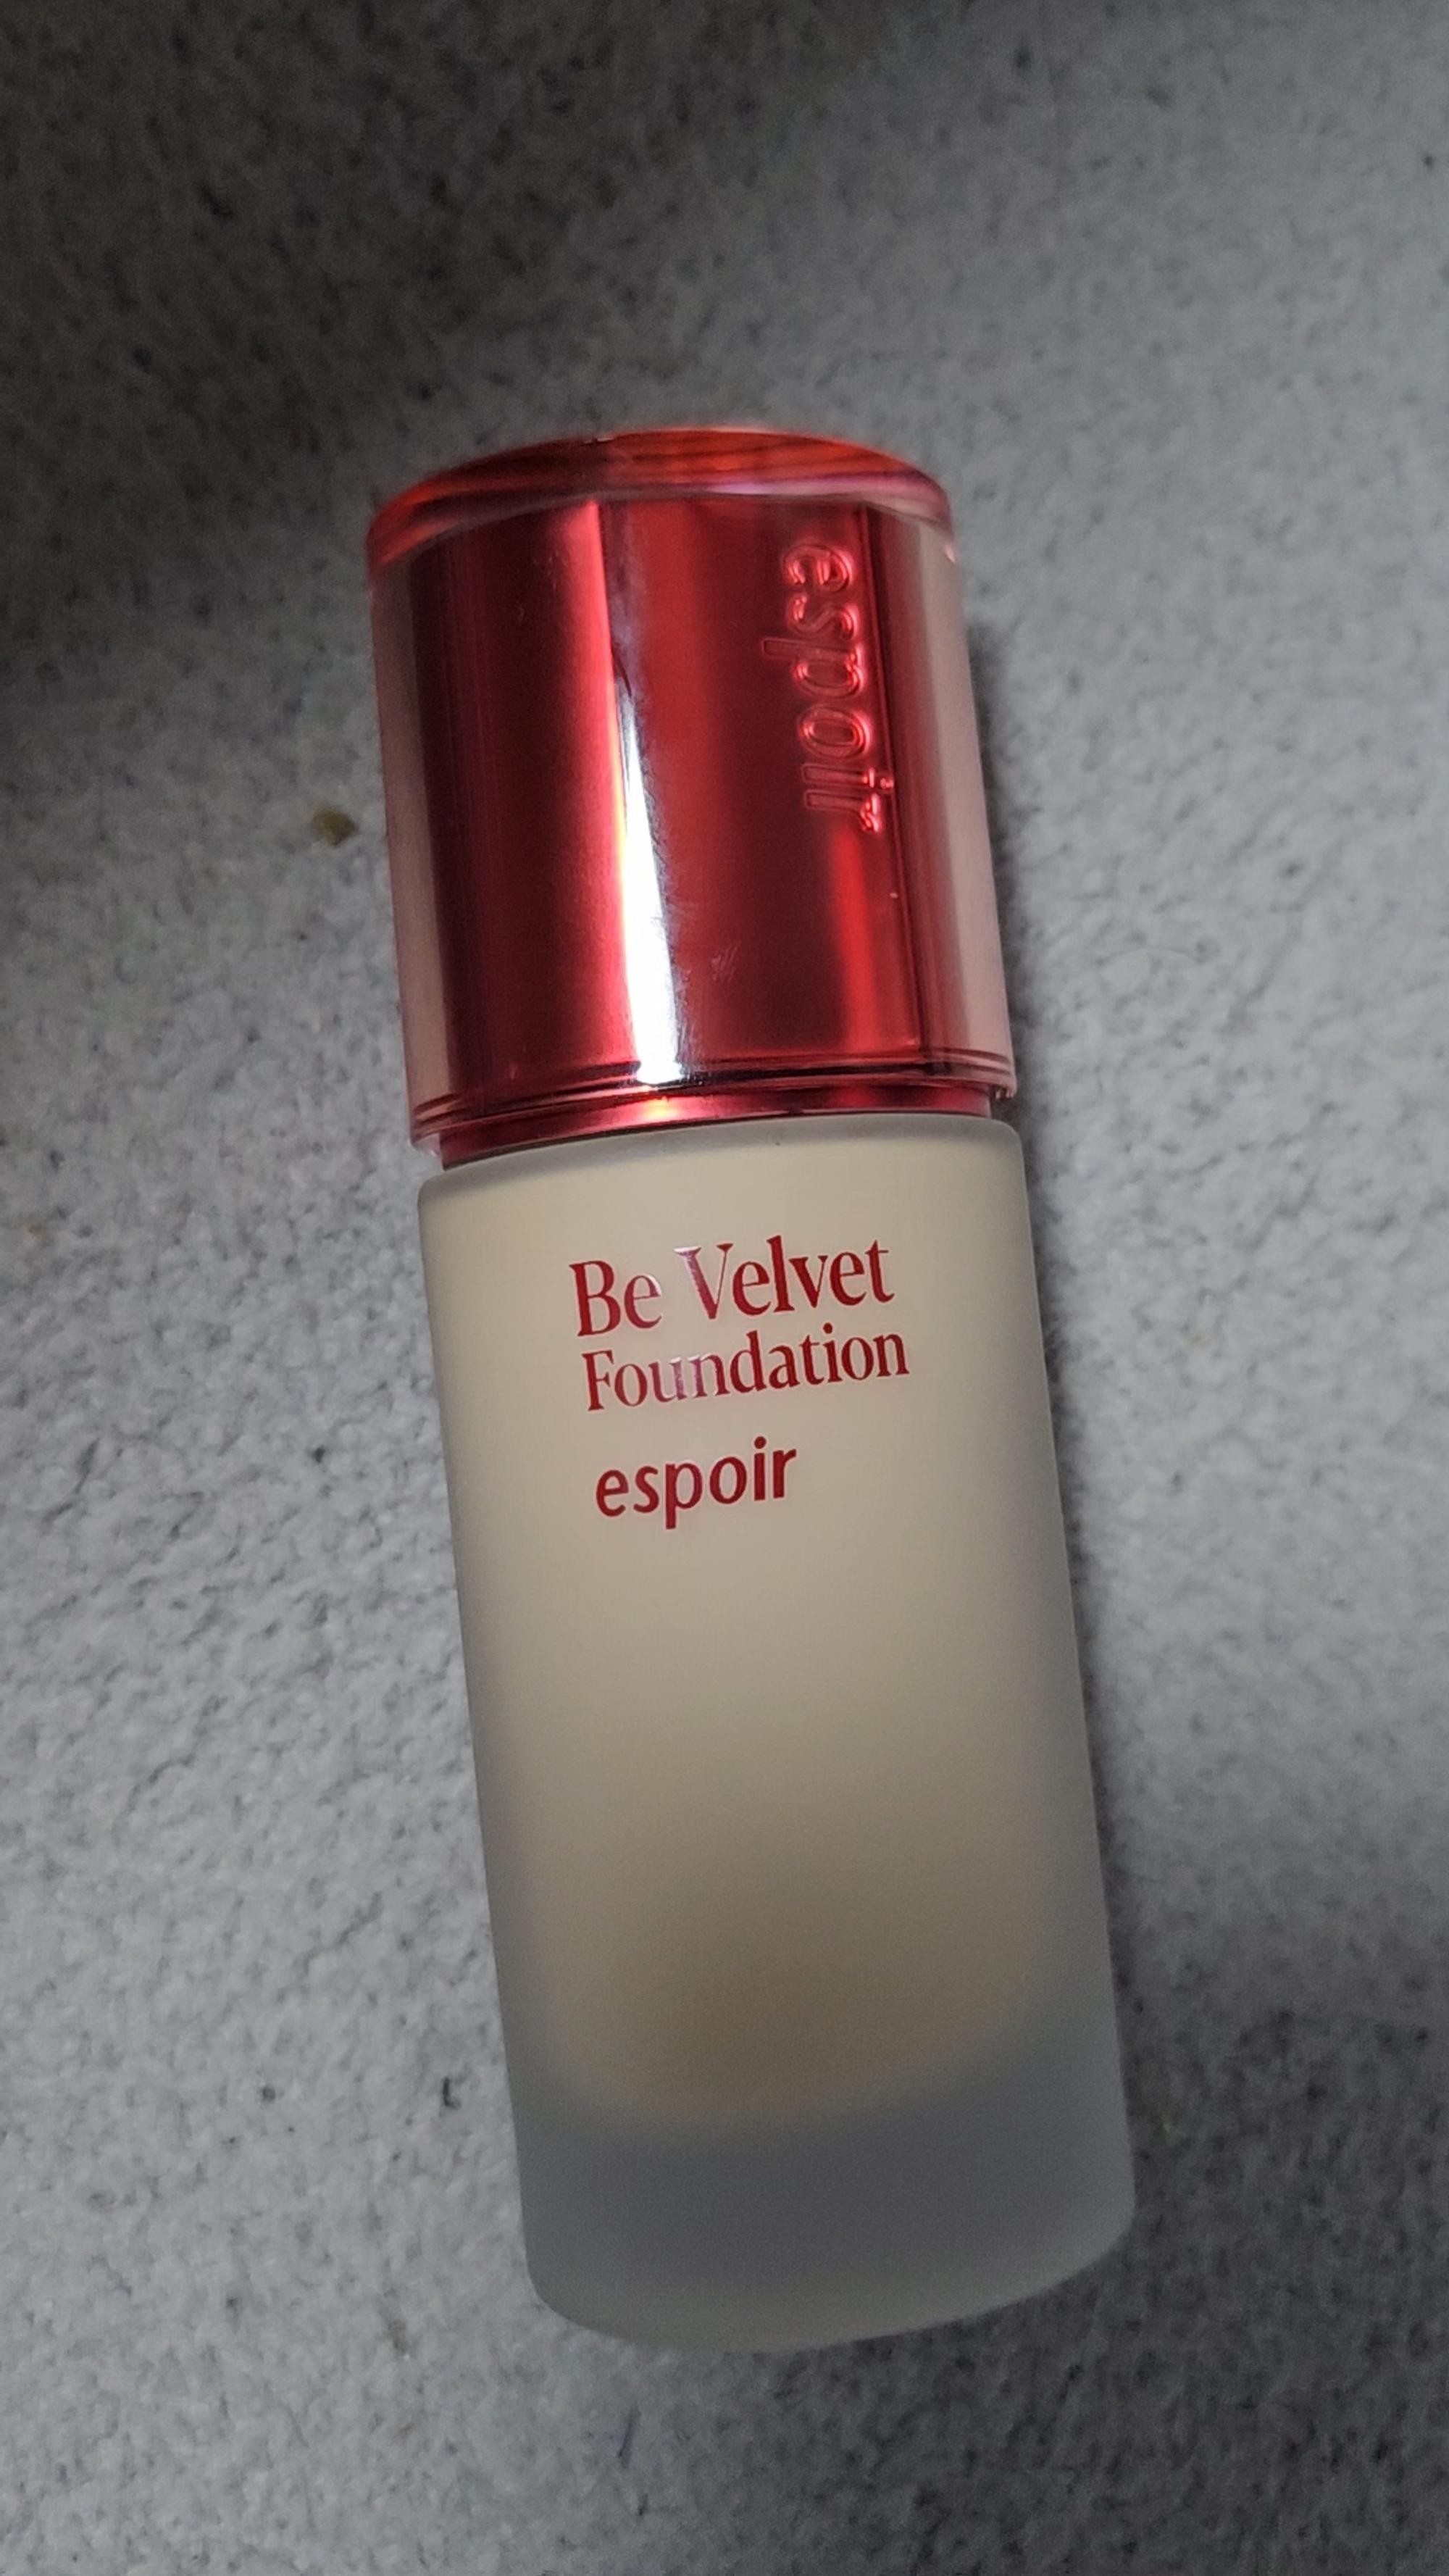 espoir
Be Velvet
Foundation
espoir